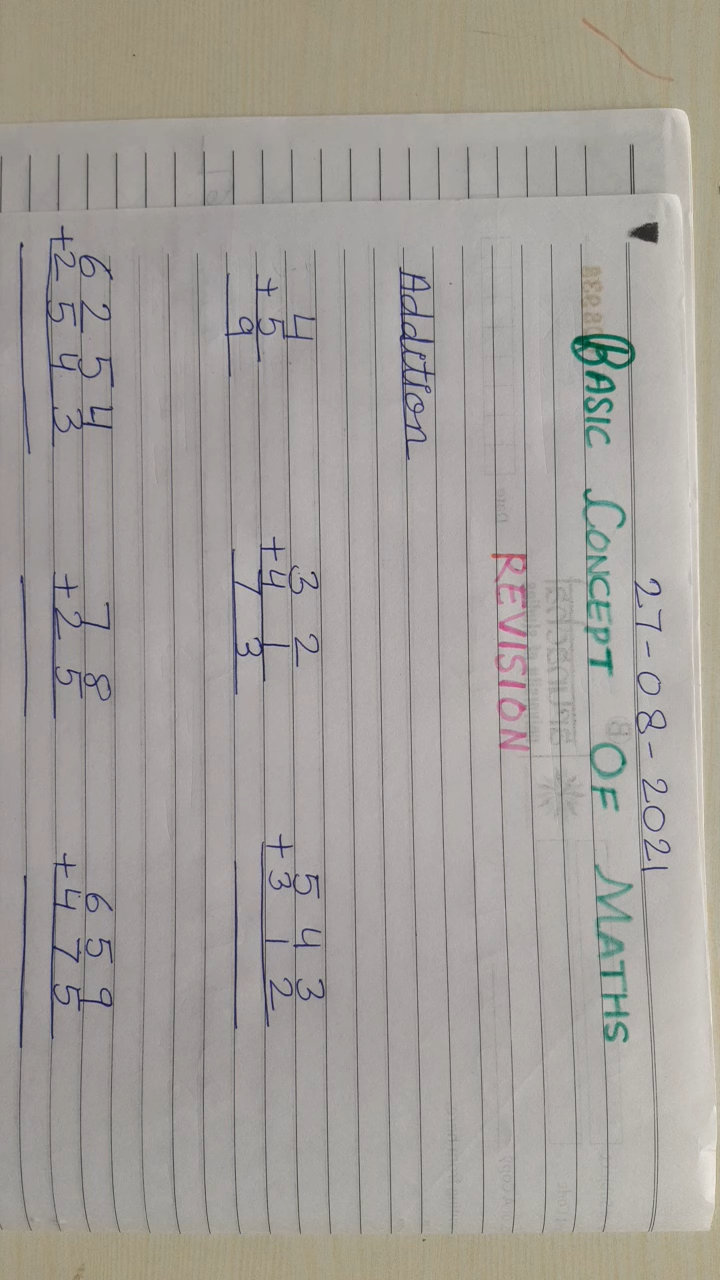 27-08-2021
BASIC CONCEPT OF MATHS
REVISION
Addition
4 32 543
+5 +41 +312
9 73
6254 78 659
+2543 +25 +475